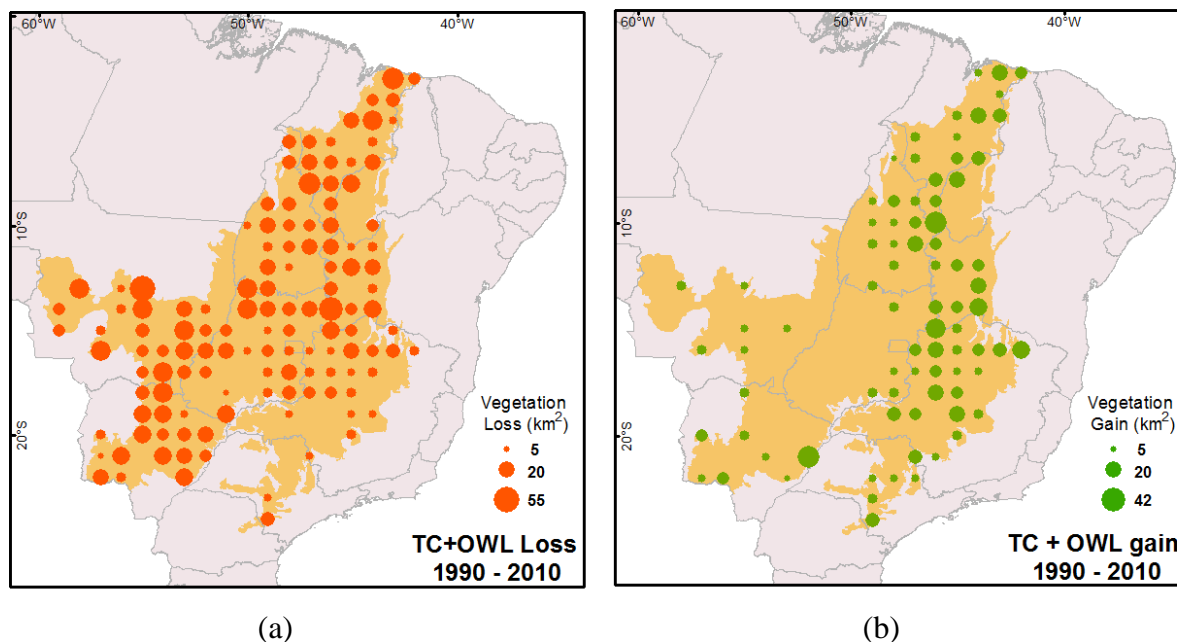 60°W 50°W 40°W
10°S
20°S
Vegetation
Loss (km²)
5
20
55
TC+OWL Loss
1990 - 2010
(a)
60°W 50°W 40°W
10°S
20°S
Vegetation
Gain (km²)
5
20
42
TC + OWL gain
1990 - 2010
(b)